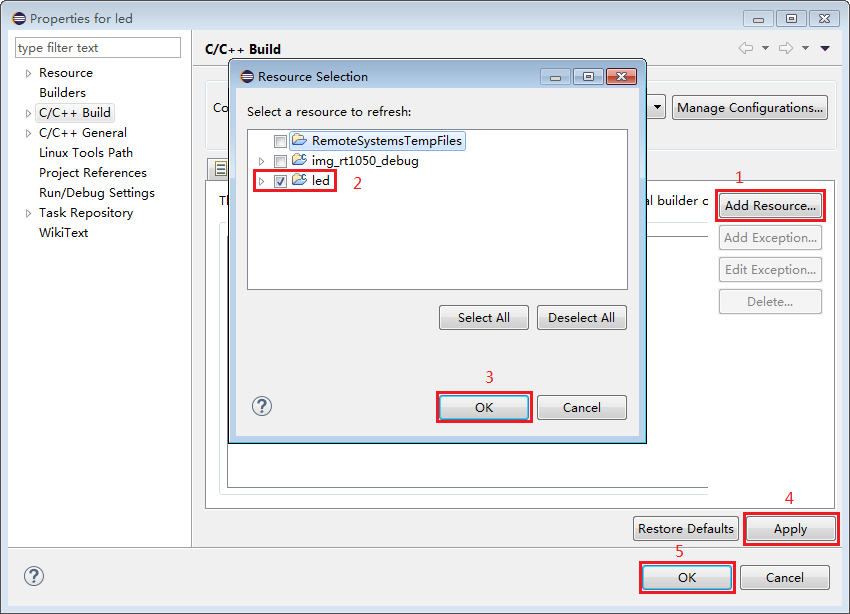 Properties for led
type filter text
Resource
Builders
C/C++ Build
C/C++ General
Linux Tools Path
Project References
Run/Debug Settings
Task Repository
WikiText
C/C++ Build
Co
Manage Configurations...
Resource Selection
Select a resource to refresh:
RemoteSystemsTempFiles
img_rt1050_debug
led
2
Select All
Deselect All
3
OK
Cancel
Th
al builder c
1
Add Resource...
Add Exception...
Edit Exception...
Delete...
4
Restore Defaults
Apply
5
OK
Cancel